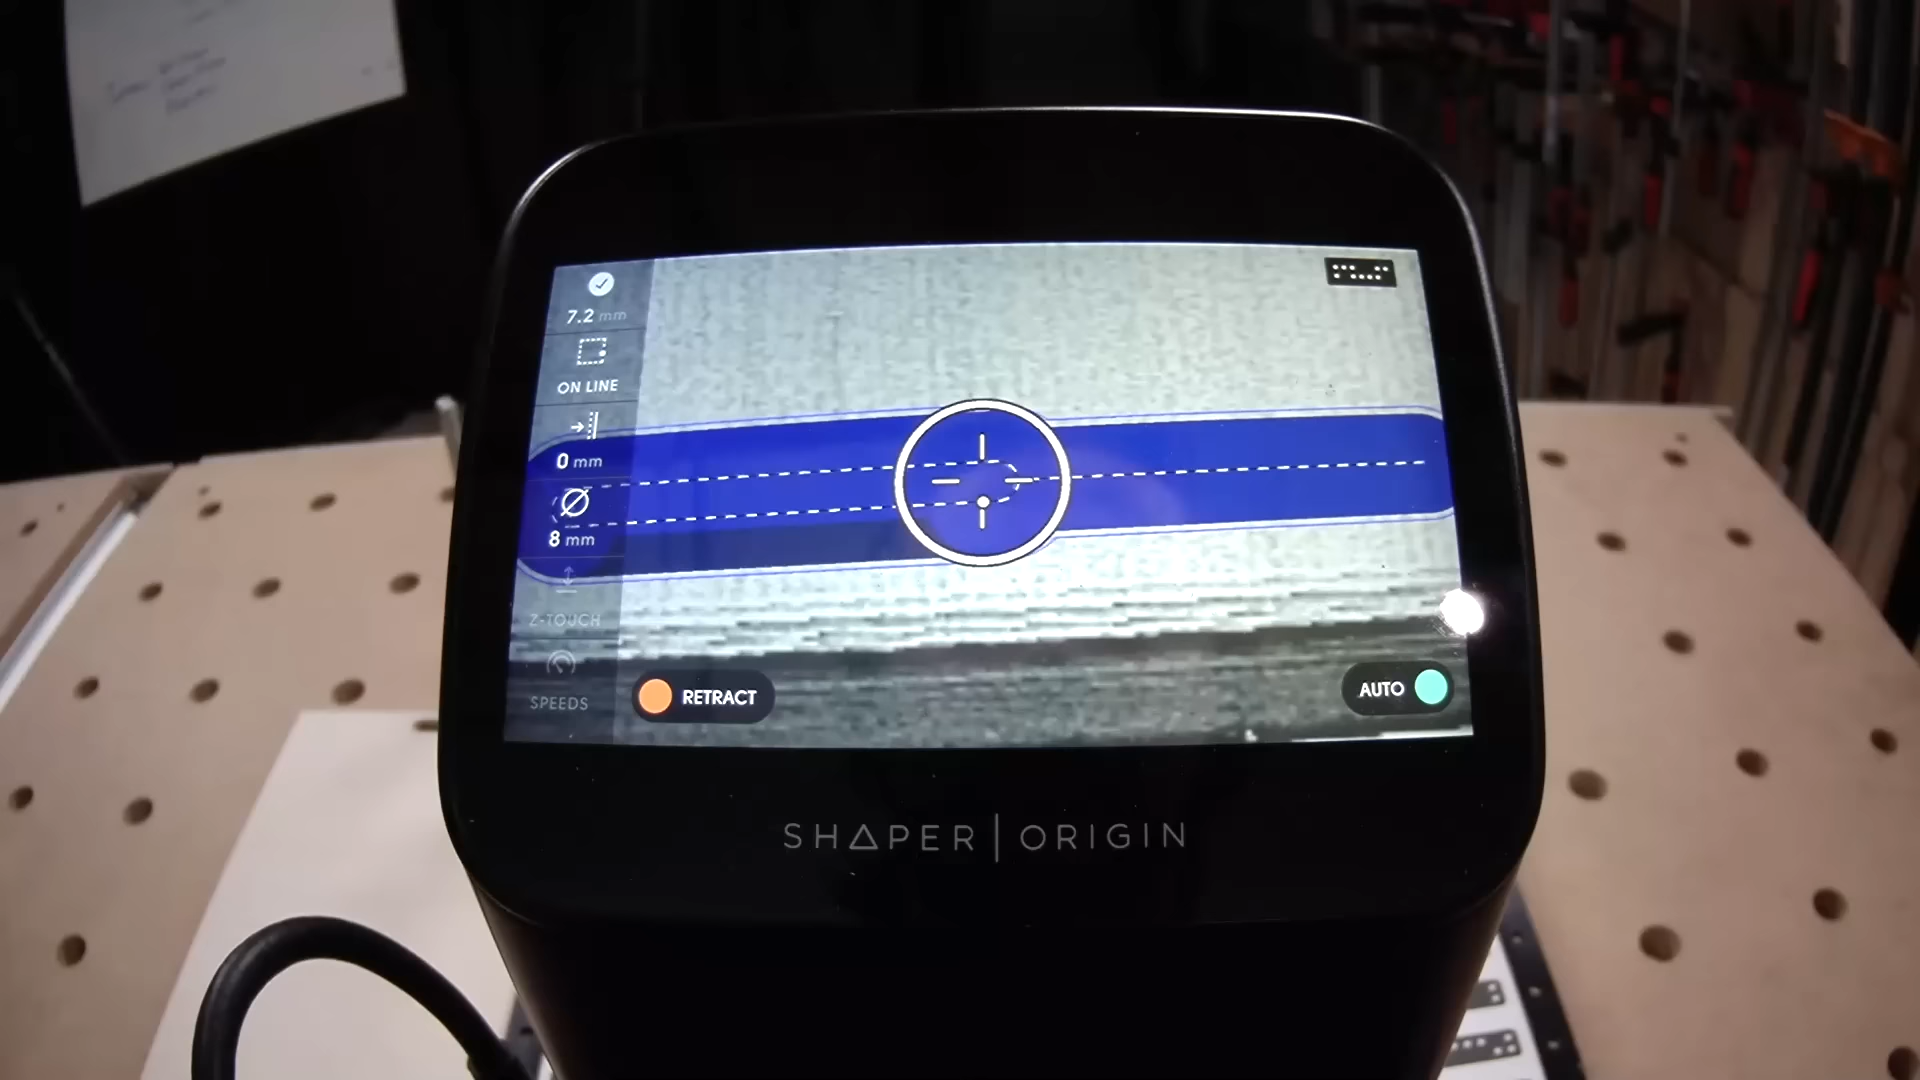 7.2 mm
ON LINE
0 mm
8 mm
Z-TOUCH
SPEEDS
RETRACT
AUTO
SHAPER | ORIGIN